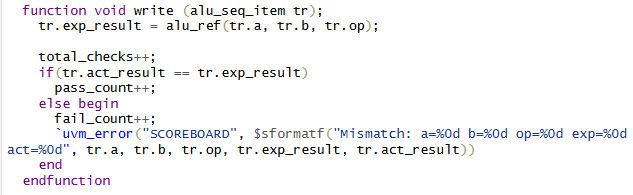 function void write (alu_seq_item tr);
tr.exp_result = alu_ref(tr.a, tr.b, tr.op);
total_checks++;
if(tr.act_result == tr.exp_result)
pass_count++;
else begin
fail_count++;
`uvm_error("SCOREBOARD", $sformatf("Mismatch: a=%0d b=%0d op=%0d exp=%0d
act=%0d", tr.a, tr.b, tr.op, tr.exp_result, tr.act_result))
end
endfunction